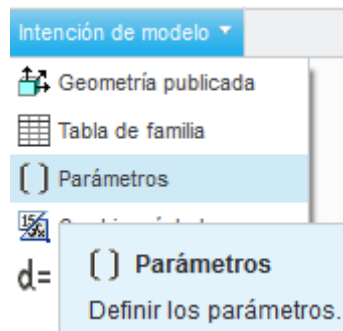 Intención de modelo
Geometría publicada
Tabla de familia
[ ] Parámetros
d=
[ ] Parámetros
Definir los parámetros.